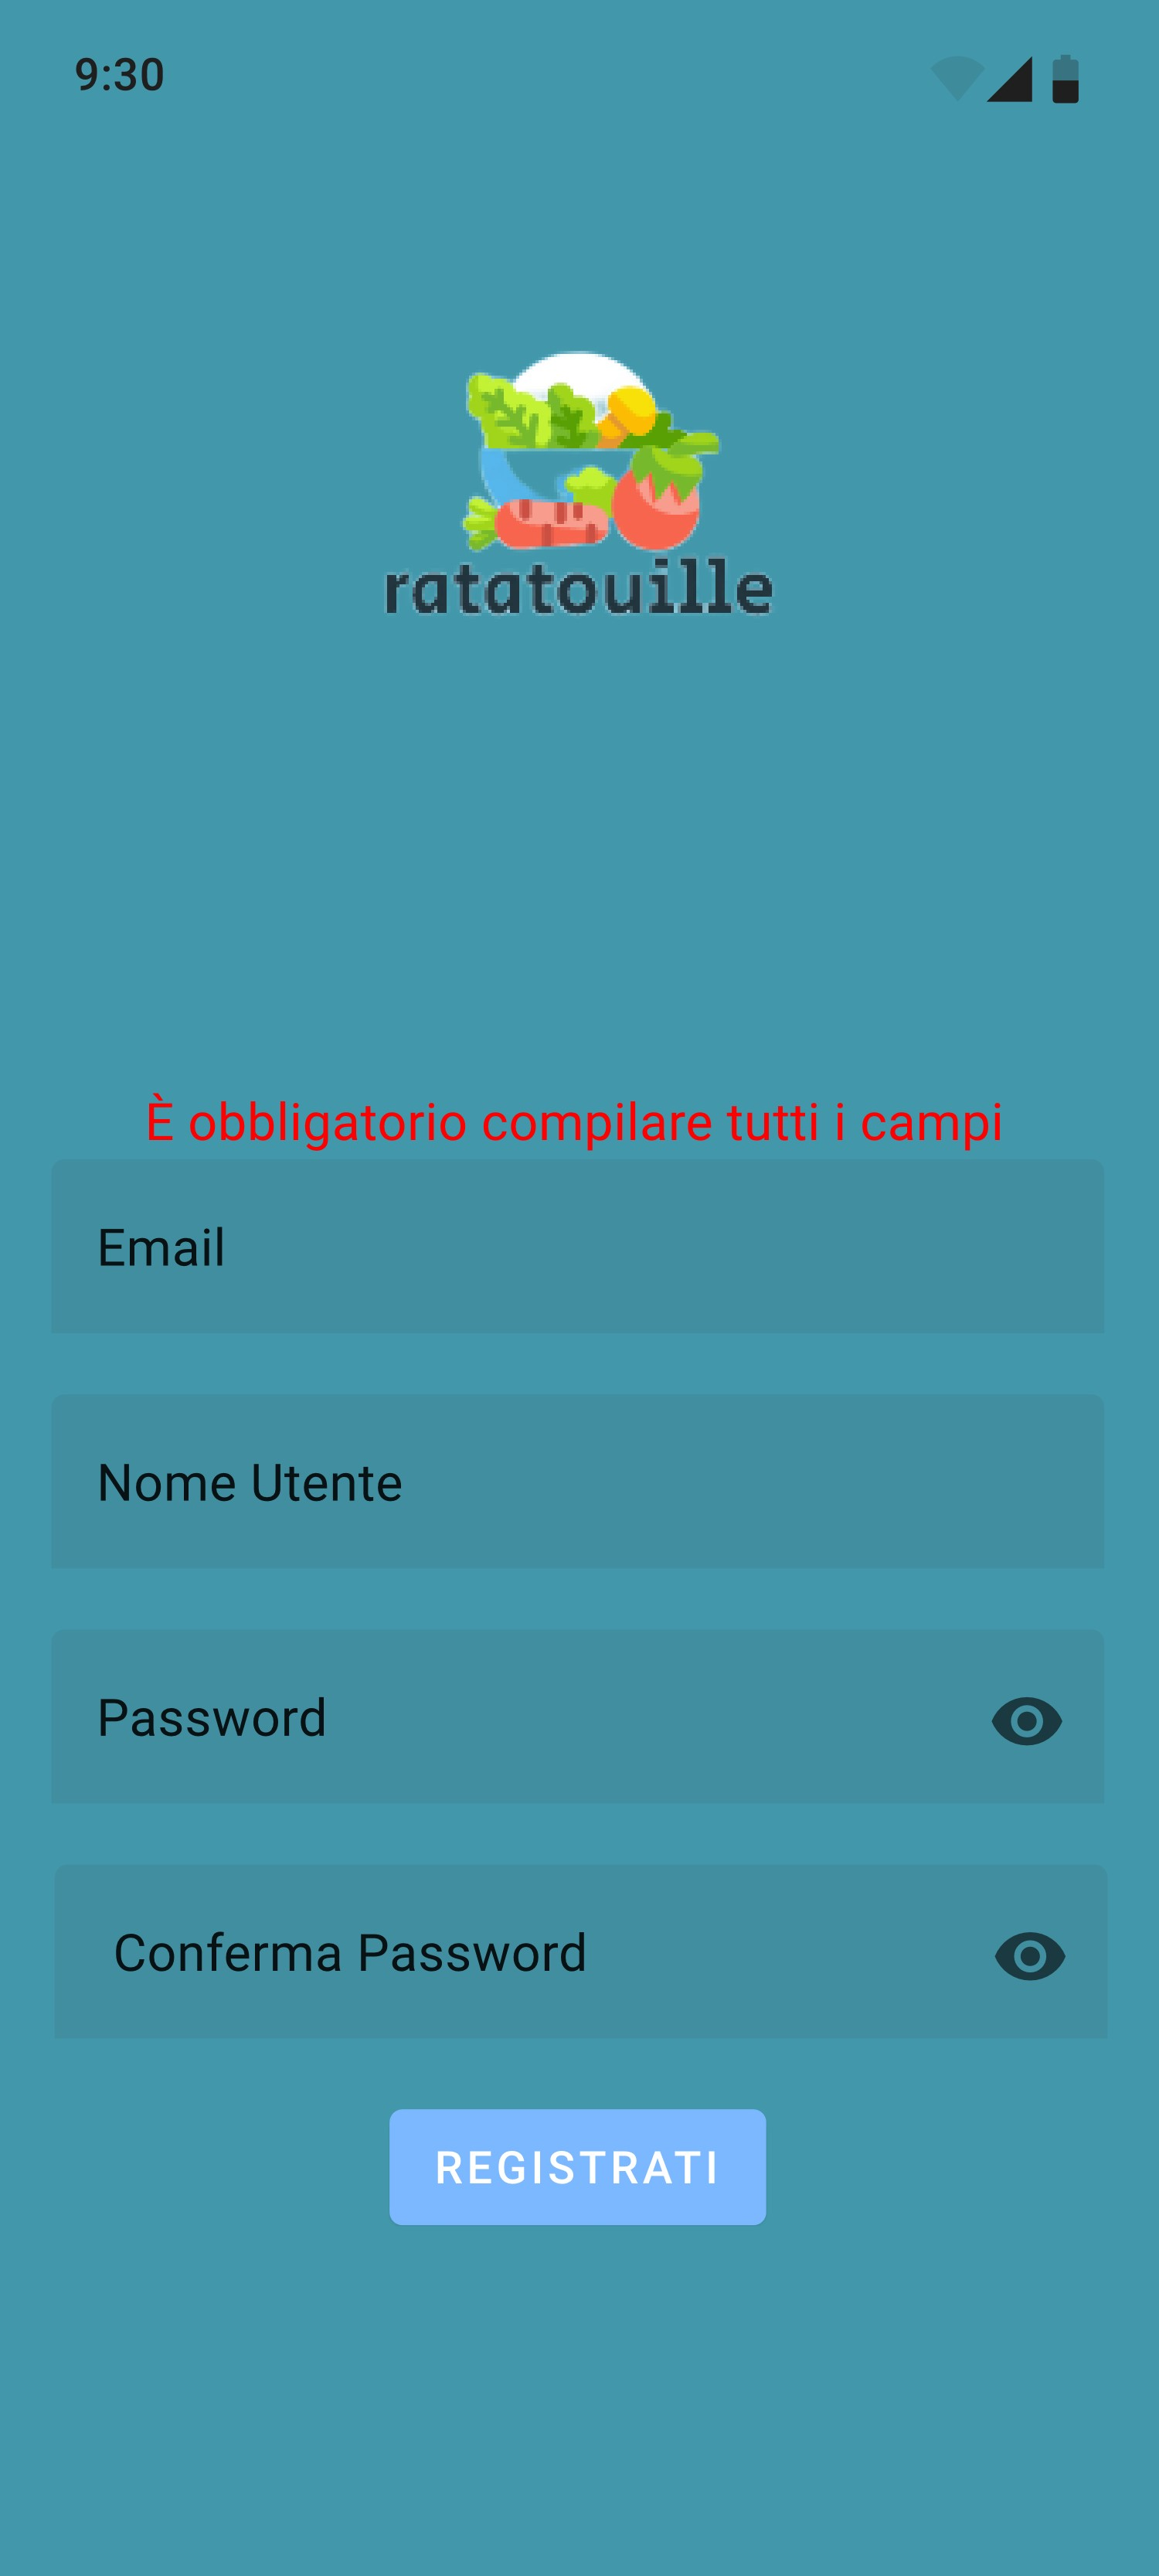 9:30
ratatouille
È obbligatorio compilare tutti i campi
Email
Nome Utente
Password
Conferma Password
REGISTRATI